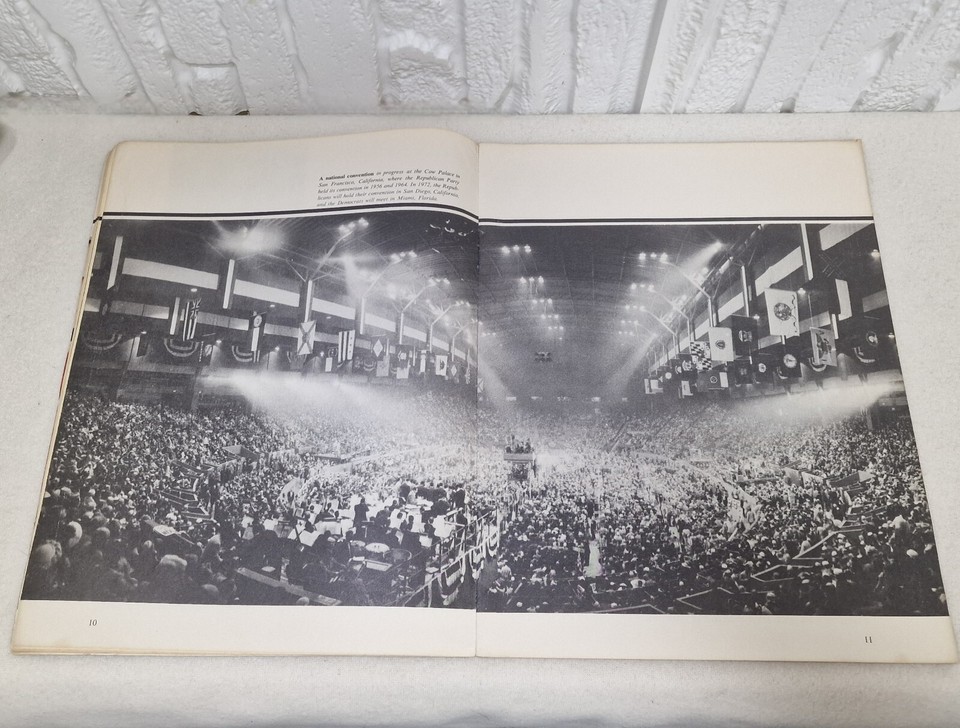 A national convention in progress at the Cow Palace in
San Francisco, California, where the Republican Party
held its convention in 1956 and 1964. In 1972, the Repub-
licans will hold their convention in San Diego, California,
and the Democrats will meet in Miami, Florida.
10
11